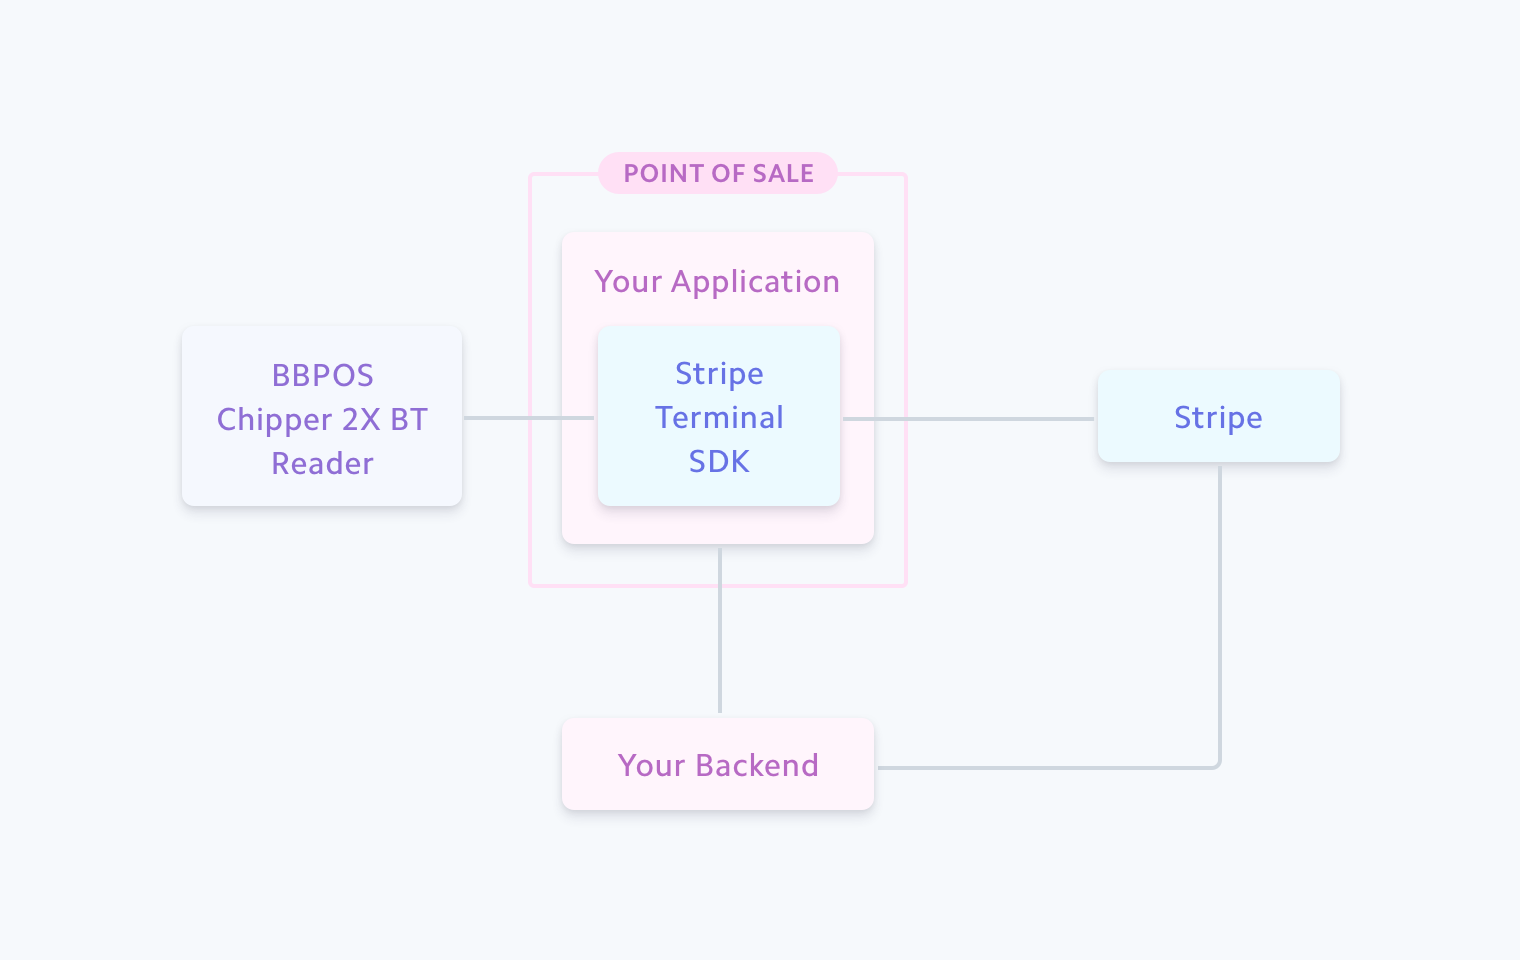 POINT OF SALE
Your Application
BBPOS
Chipper 2X BT
Reader
Stripe
Terminal
SDK
Stripe
Your Backend